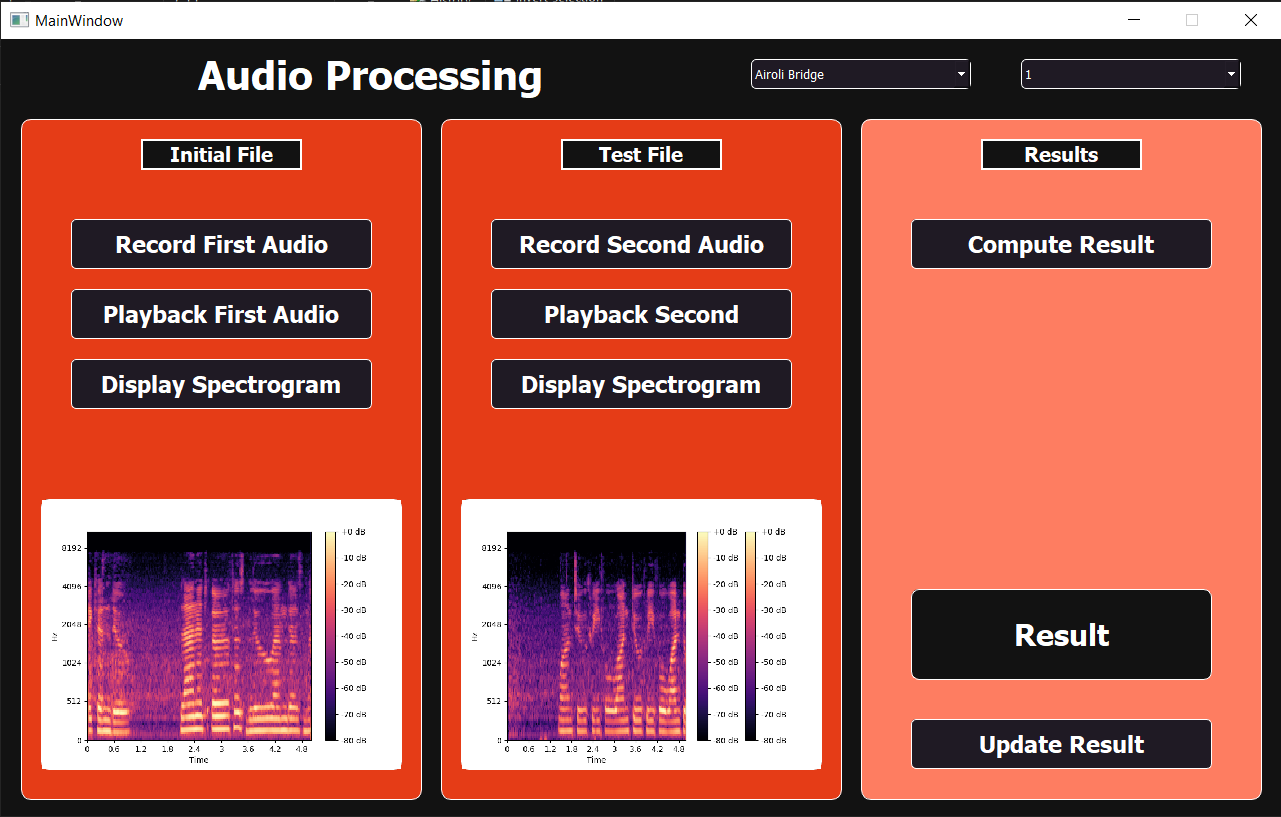 MainWindow
Audio Processing
Airoli Bridge
1
Initial File
Record First Audio
Playback First Audio
Display Spectrogram
8192
4096
2048
1024
512
0
Hz
0 0.6 1.2 1.8 2.4 3 3.6 4.2 4.8
Time
+0 dB
-10 dB
-20 dB
-30 dB
-40 dB
-50 dB
-60 dB
-70 dB
-80 dB
Test File
Record Second Audio
Playback Second
Display Spectrogram
8192
4096
2048
1024
512
0
Hz
0 0.6 1.2 1.8 2.4 3 3.6 4.2 4.8
Time
+0 dB +0 dB
-10 dB -10 dB
-20 dB -20 dB
-30 dB -30 dB
-40 dB -40 dB
-50 dB -50 dB
-60 dB -60 dB
-70 dB -70 dB
-80 dB -80 dB
Results
Compute Result
Result
Update Result